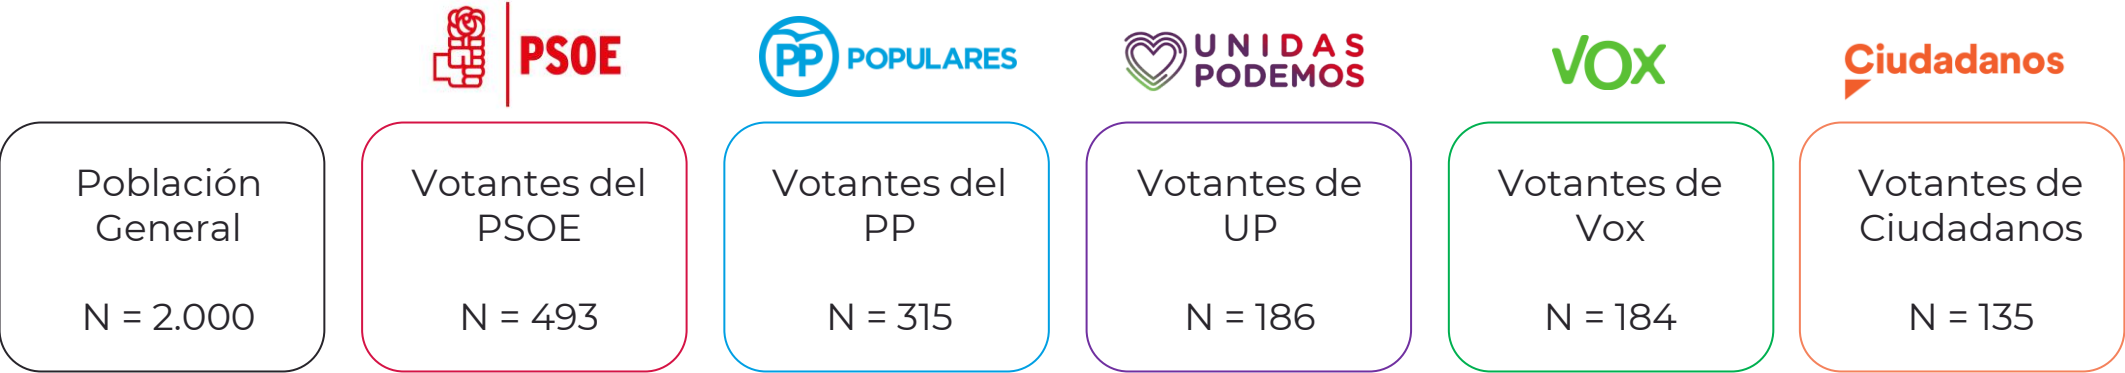 PSOE
PP POPULARES
UNIDAS
PODEMOS
VOX
Ciudadanos
Población
General
N = 2.000
Votantes del
PSOE
N = 493
Votantes del
PP
N = 315
Votantes de
UP
N = 186
Votantes de
Vox
N = 184
Votantes de
Ciudadanos
N = 135